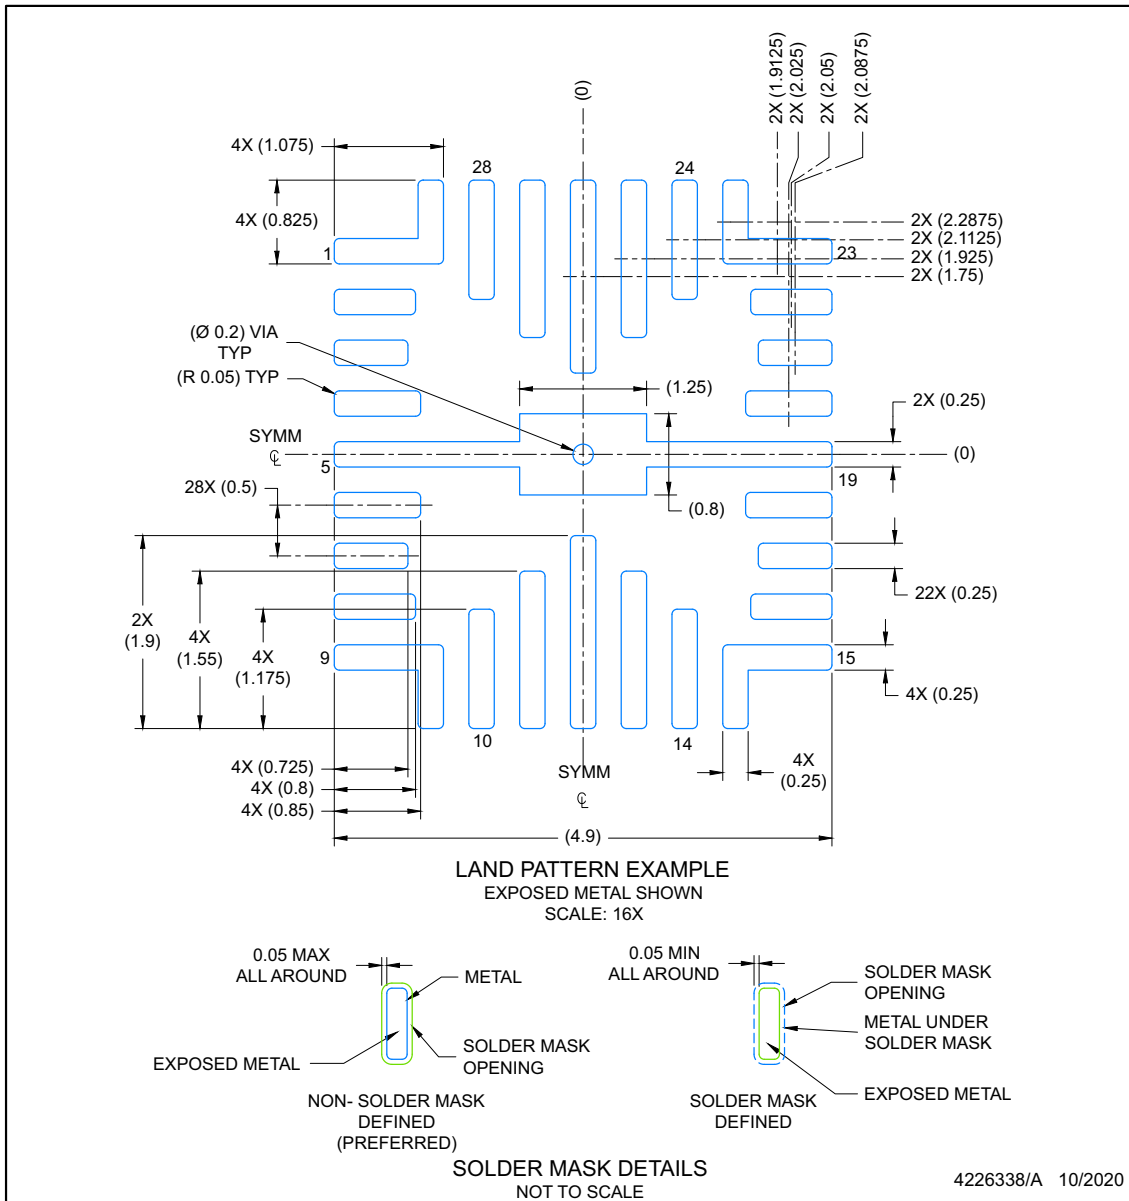 (0)
2X (1.9125)
2X (2.025)
2X (2.05)
2X (2.0875)
4X (1.075)
28
24
4X (0.825)
2X (2.2875)
2X (2.1125)
2X (1.925)
2X (1.75)
1
23
(Ø 0.2) VIA
TYP
(R 0.05) TYP
(1.25)
2X (0.25)
SYMM
℄
5
(0)
19
28X (0.5)
(0.8)
22X (0.25)
2X
(1.9)
4X
(1.55)
4X
(1.175)
9
15
4X (0.25)
10
14
4X
(0.25)
4X (0.725)
4X (0.8)
4X (0.85)
SYMM
℄
(4.9)
LAND PATTERN EXAMPLE
EXPOSED METAL SHOWN
SCALE: 16X
0.05 MAX
ALL AROUND
METAL
EXPOSED METAL
SOLDER MASK
OPENING
NON- SOLDER MASK
DEFINED
(PREFERRED)
0.05 MIN
ALL AROUND
SOLDER MASK
OPENING
METAL UNDER
SOLDER MASK
EXPOSED METAL
SOLDER MASK
DEFINED
SOLDER MASK DETAILS
NOT TO SCALE
4226338/A 10/2020